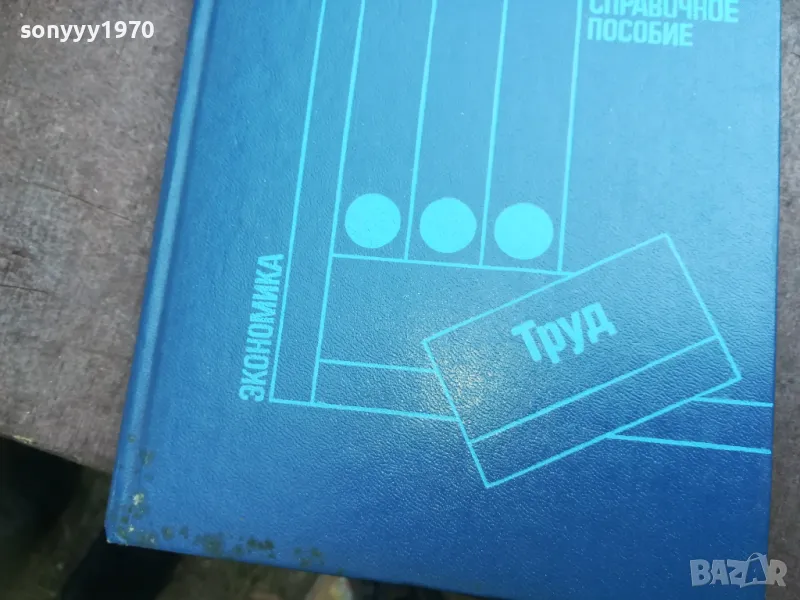 sonyyy1970
СПРАВОЧНОЕ
ПОСОБИЕ
ЭКОНОМИКА
Труд
BAZAR